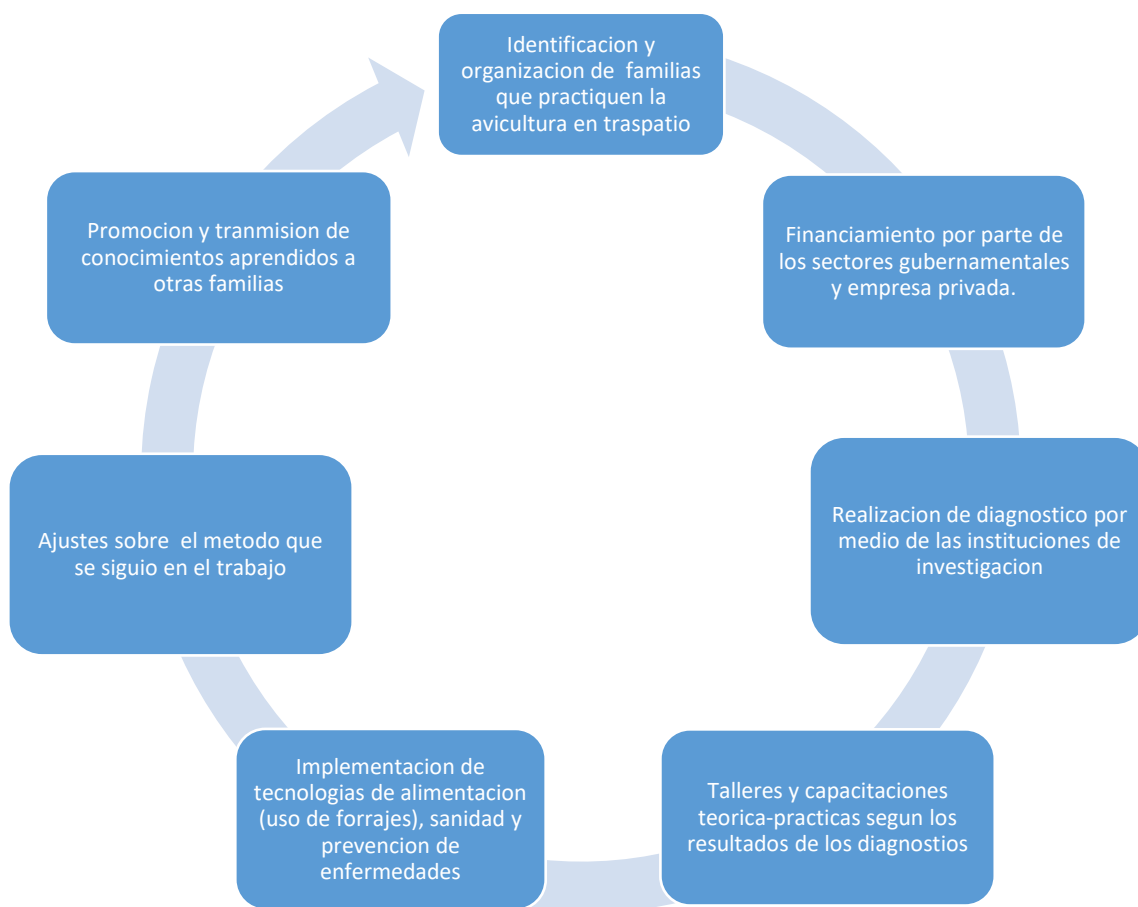 Identificacion y
organizacion de familias
que practiquen la
avicultura en traspatio
Financiamiento por parte de
los sectores gubernamentales
y empresa privada.
Realizacion de diagnostico por
medio de las instituciones de
investigacion
Talleres y capacitaciones
teorica-practicas segun los
resultados de los diagnostios
Implementacion de
tecnologias de alimentacion
(uso de forrajes), sanidad y
prevencion de
enfermedades
Ajustes sobre el metodo que
se siguio en el trabajo
Promocion y tranmision de
conocimientos aprendidos a
otras familias